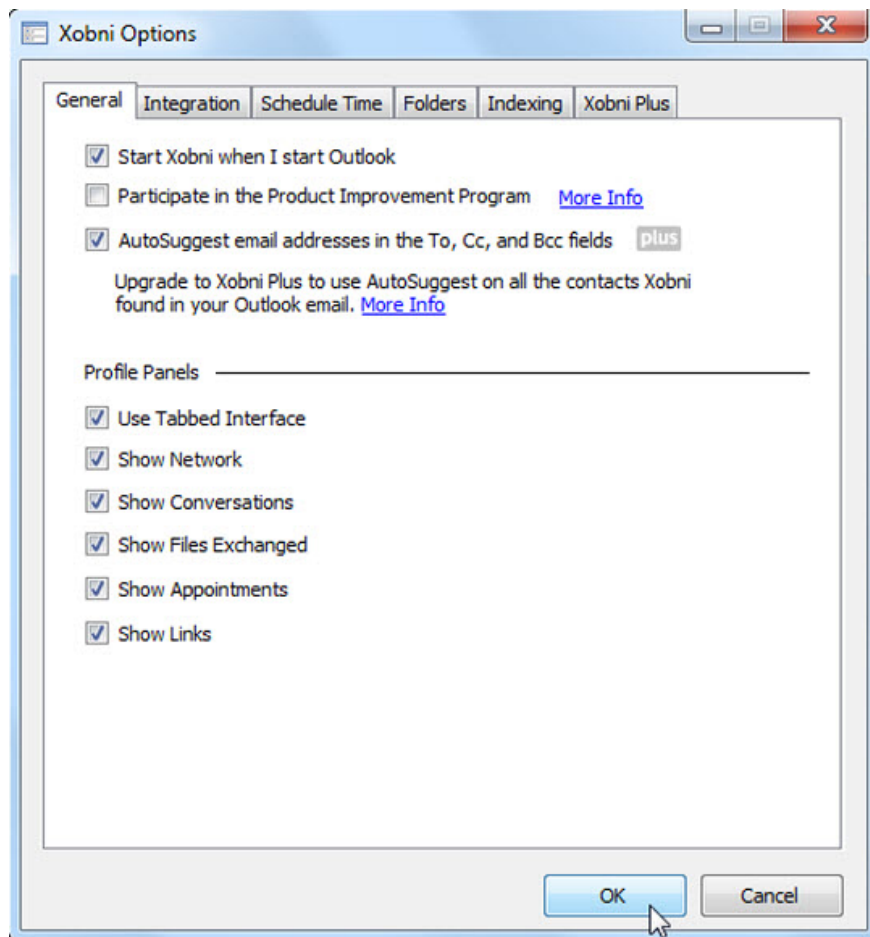 Xobni Options
General Integration Schedule Time Folders Indexing Xobni Plus
Start Xobni when I start Outlook
Participate in the Product Improvement Program More Info
AutoSuggest email addresses in the To, Cc, and Bcc fields plus
Upgrade to Xobni Plus to use AutoSuggest on all the contacts Xobni
found in your Outlook email. More Info
Profile Panels
Use Tabbed Interface
Show Network
Show Conversations
Show Files Exchanged
Show Appointments
Show Links
OK Cancel